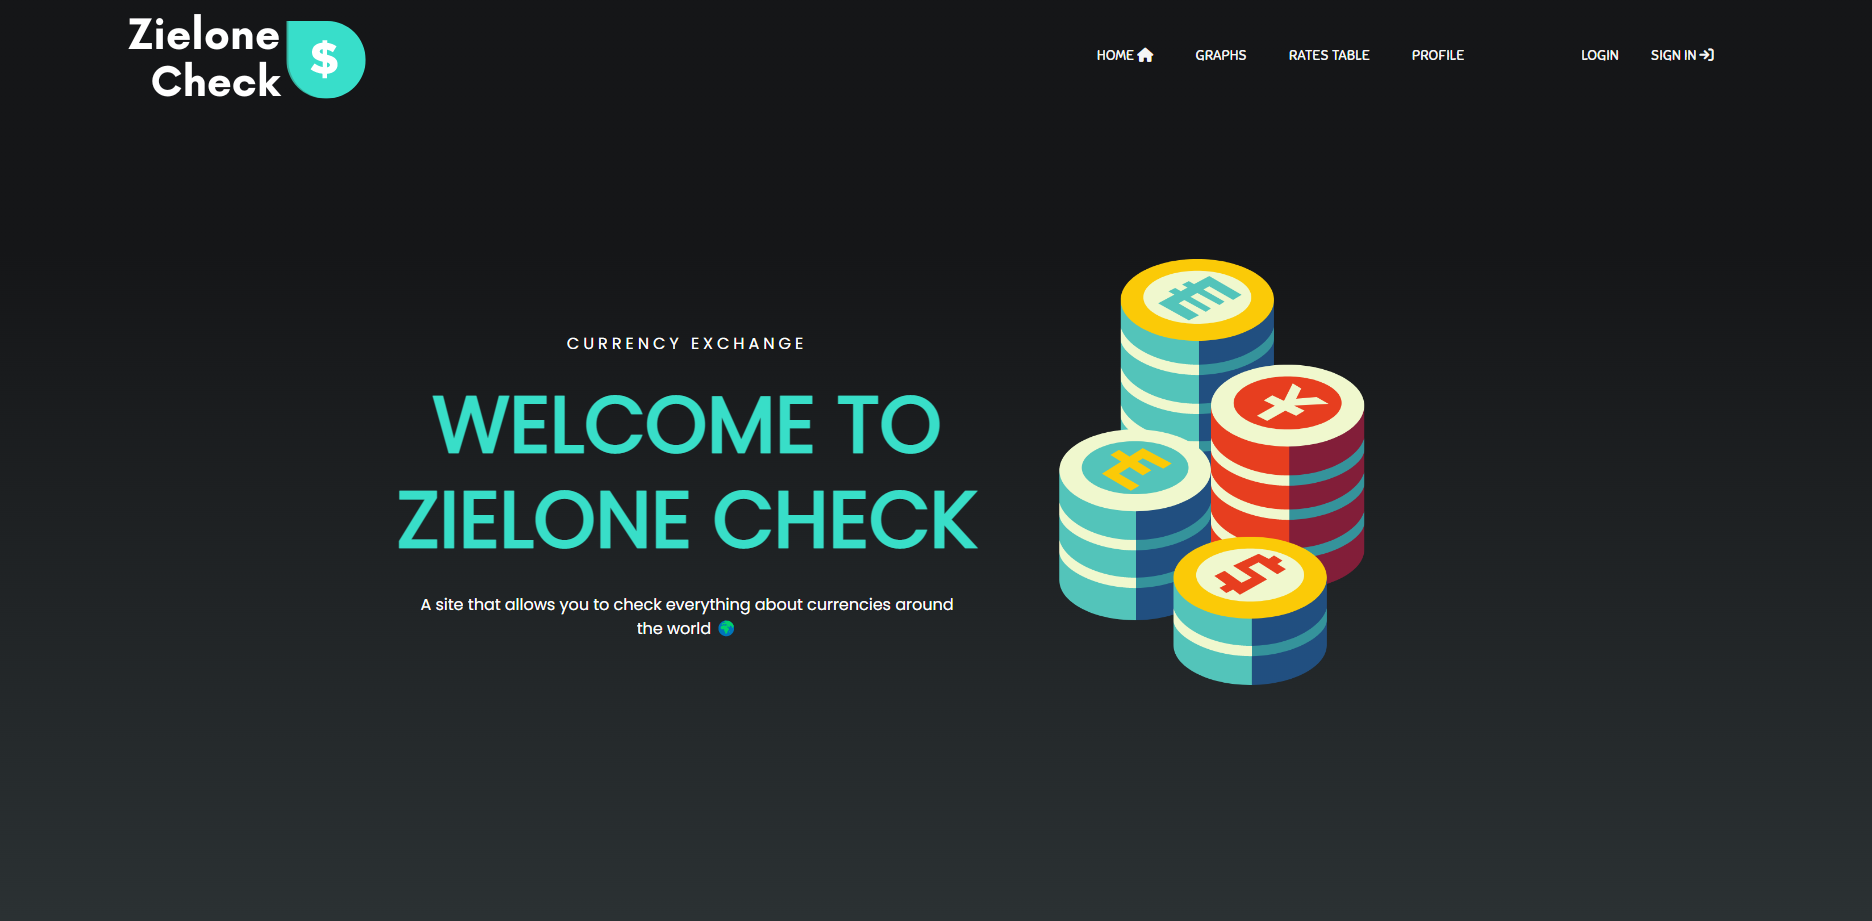 Zielone
Check
$
HOME
GRAPHS
RATES TABLE
PROFILE
LOGIN
SIGN IN
CURRENCY EXCHANGE
WELCOME TO
ZIELONE CHECK
A site that allows you to check everything about currencies around
the world